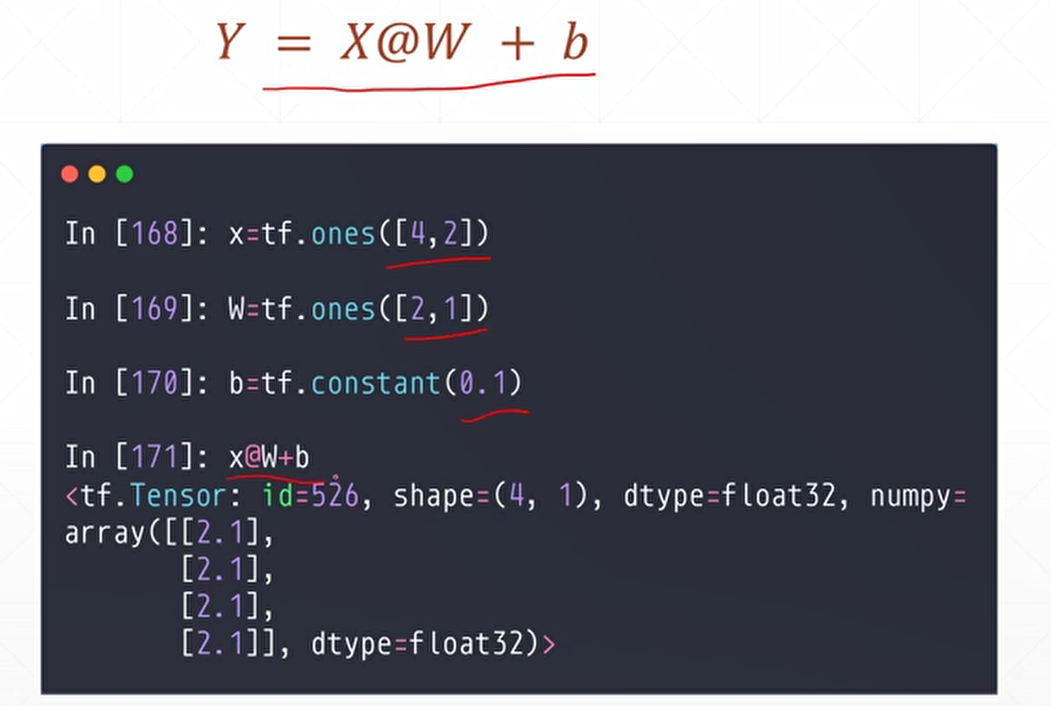 Y = X@W + b
In [168]: x=tf.ones([4,2])
In [169]: W=tf.ones([2,1])
In [170]: b=tf.constant(0.1)
In [171]: x@W+b
<tf.Tensor: id=526, shape=(4, 1), dtype=float32, numpy=
array([[2.1],
[2.1],
[2.1],
[2.1]], dtype=float32)>